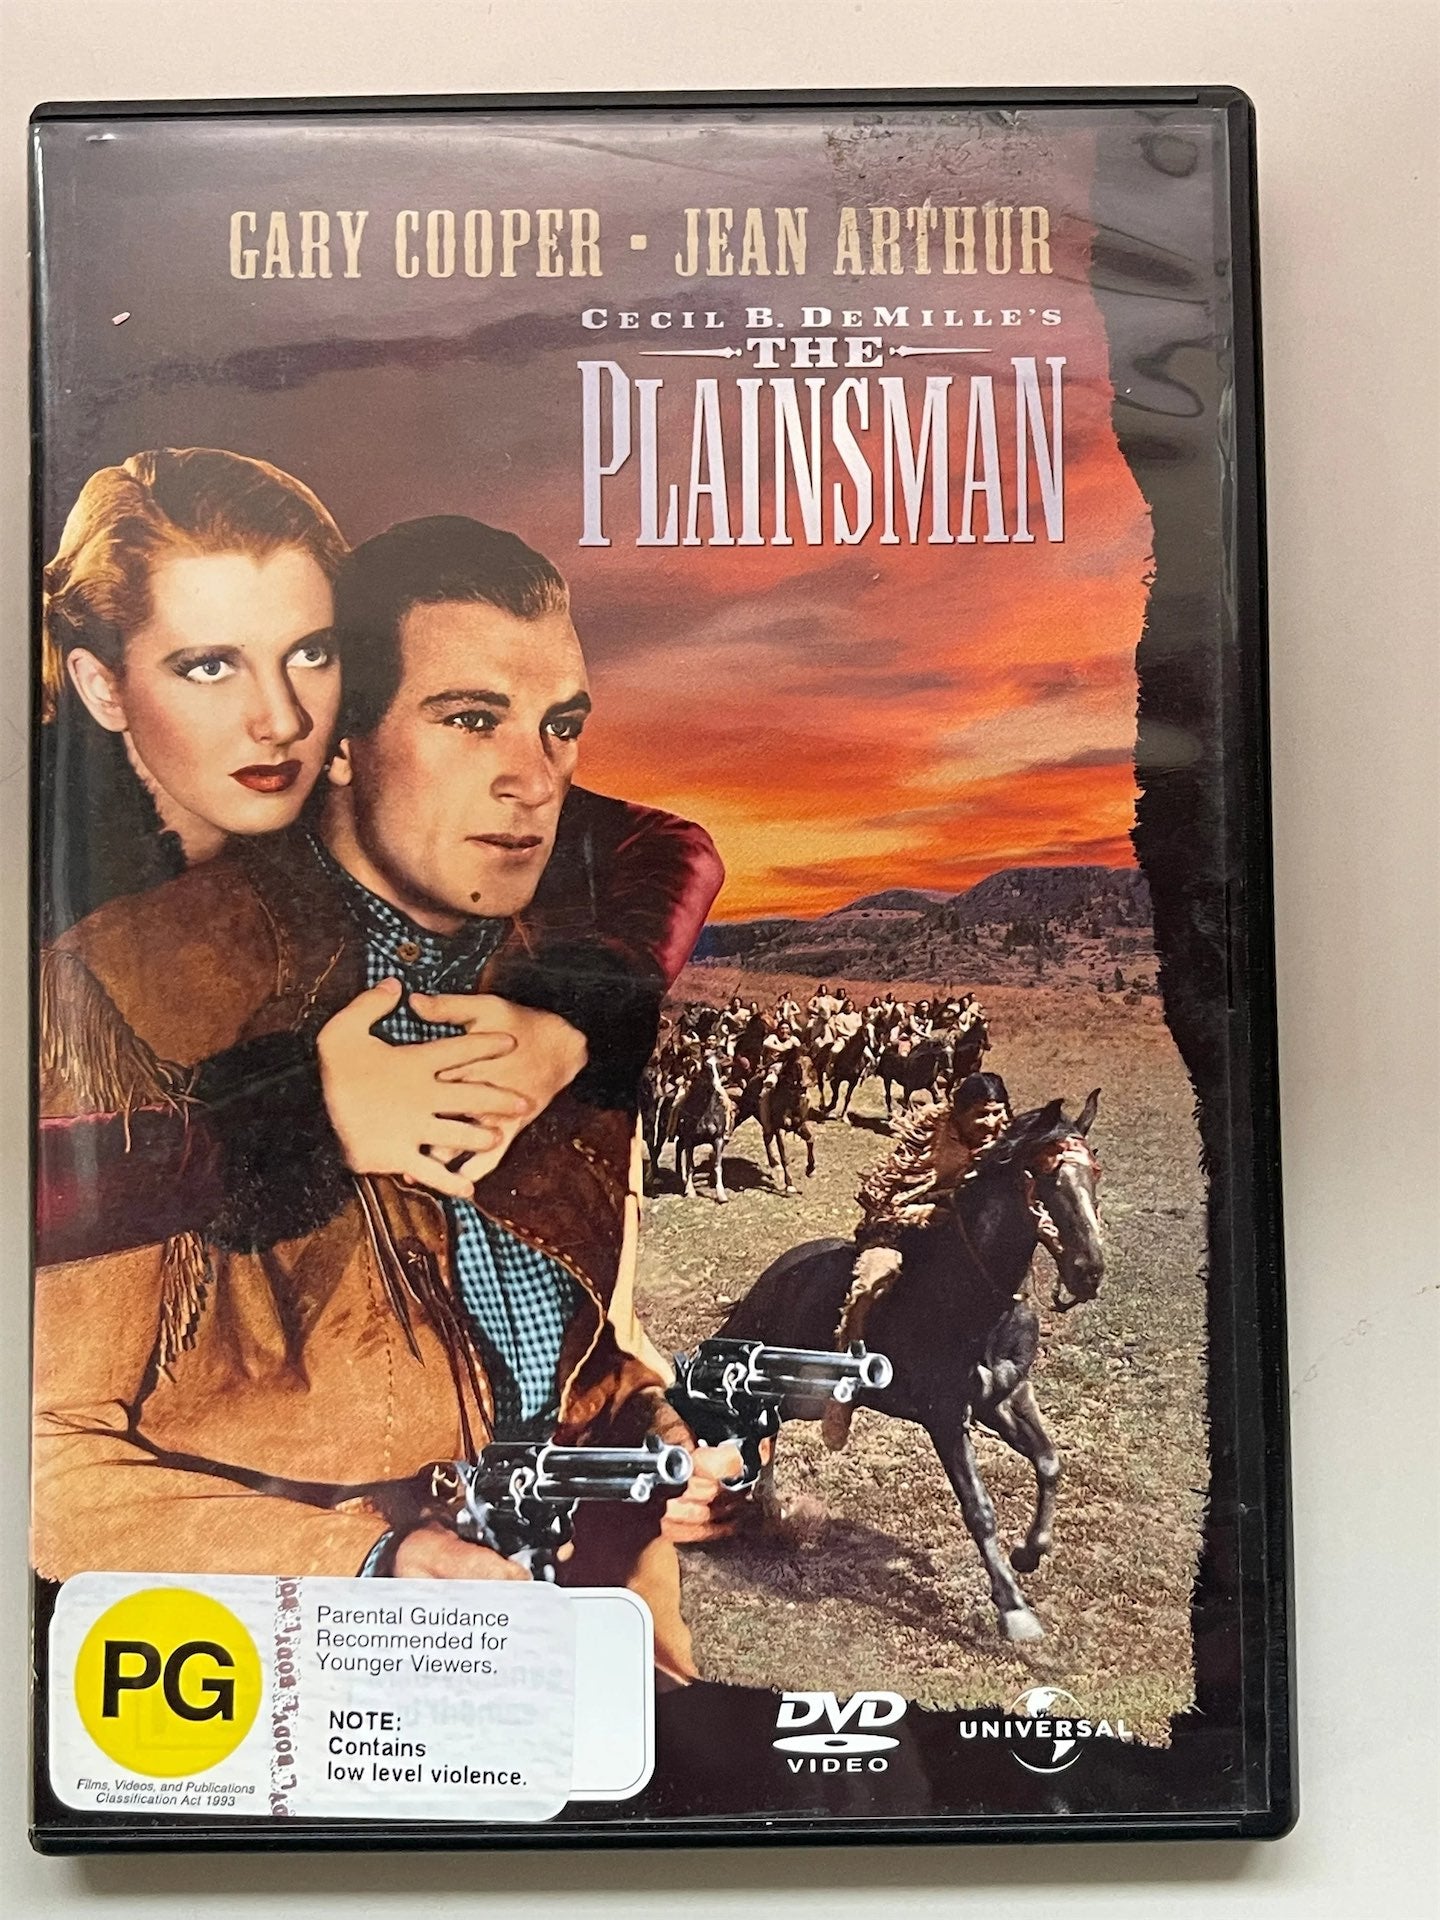 GARY COOPER · JEAN ARTHUR
CECIL B. DEMILLE'S
THE
PLAINSMAN
PG
Parental Guidance
Recommended for
Younger Viewers.
NOTE:
Contains
low level violence.
Films, Videos, and Publications
Classification Act 1993
DVD
VIDEO
UNIVERSAL